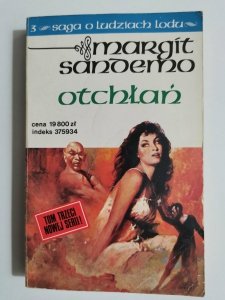 3 saga o ludziach lodu
margit
sandemo
otchłań
cena 19 800 zł
indeks 375934
TOM TRZECI
NOWEJ SERII!